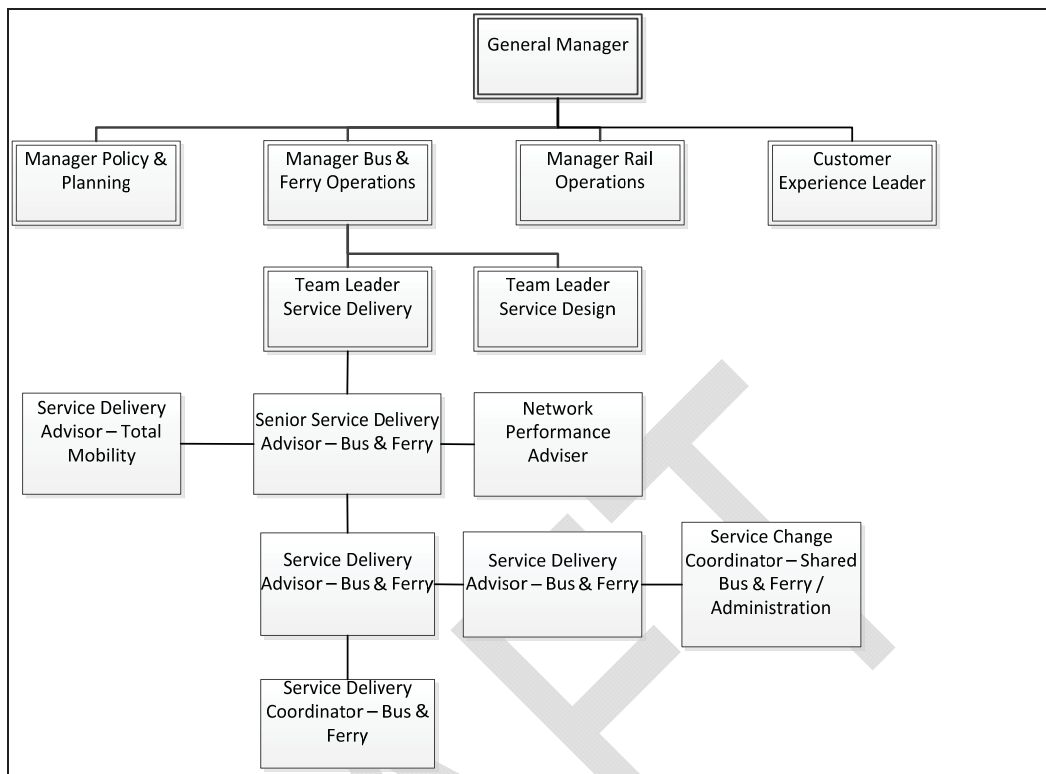 General Manager
Manager Policy &
Planning
Manager Bus &
Ferry Operations
Manager Rail
Operations
Customer
Experience Leader
Team Leader
Service Delivery
Team Leader
Service Design
Service Delivery
Advisor – Total
Mobility
Senior Service Delivery
Advisor – Bus & Ferry
Network
Performance
Adviser
Service Delivery
Advisor – Bus & Ferry
Service Delivery
Advisor – Bus & Ferry
Service Change
Coordinator – Shared
Bus & Ferry /
Administration
Service Delivery
Coordinator – Bus &
Ferry